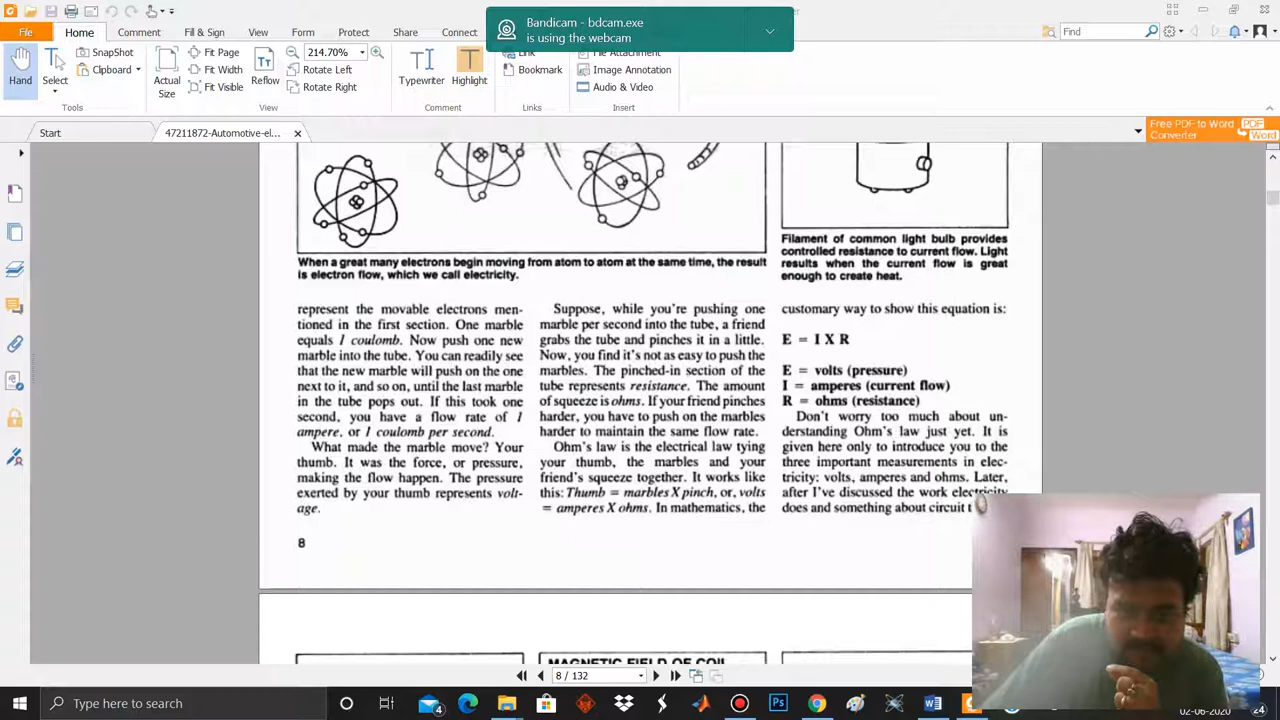 Bandicam - bdcam.exe
is using the webcam
File
Home
Comment
Fill & Sign
View
Form
Protect
Share
Connect
Find
Hand
Select
SnapShot
Clipboard
Actual
Size
Fit Page
Fit Width
Fit Visible
Reflow
214.70%
Rotate Left
Rotate Right
Typewriter
Highlight
Link
Bookmark
File Attachment
Image Annotation
Audio & Video
Tools
View
Comment
Links
Insert
Start
47211872-Automotive-el...
Free PDF to Word
Converter
PDF
Word
When a great many electrons begin moving from atom to atom at the same time, the result
is electron flow, which we call electricity.
Filament of common light bulb provides
controlled resistance to current flow. Light
results when the current flow is great
enough to create heat.
represent the movable electrons men-
tioned in the first section. One marble
equals 1 coulomb. Now push one new
marble into the tube. You can readily see
that the new marble will push on the one
next to it, and so on, until the last marble
in the tube pops out. If this took one
second, you have a flow rate of 1
ampere, or 1 coulomb per second.
What made the marble move? Your
thumb. It was the force, or pressure,
making the flow happen. The pressure
exerted by your thumb represents volt-
age.
8
Suppose, while you're pushing one
marble per second into the tube, a friend
grabs the tube and pinches it in a little.
Now, you find it's not as easy to push the
marbles. The pinched-in section of the
tube represents resistance. The amount
of squeeze is ohms. If your friend pinches
harder, you have to push on the marbles
harder to maintain the same flow rate.
Ohm's law is the electrical law tying
your thumb, the marbles and your
friend's squeeze together. It works like
this: Thumb = marbles X pinch, or, volts
= amperes X ohms. In mathematics, the
customary way to show this equation is:
E = I X R
E = volts (pressure)
I = amperes (current flow)
R = ohms (resistance)
Don't worry too much about un-
derstanding Ohm's law just yet. It is
given here only to introduce you to the
three important measurements in elec-
tricity: volts, amperes and ohms. Later,
after I've discussed the work electricity
does and something about circuit
MAGNETIC FIELD OF COIL
8 / 132
Type here to search
4
Ps
02-06-2020
24